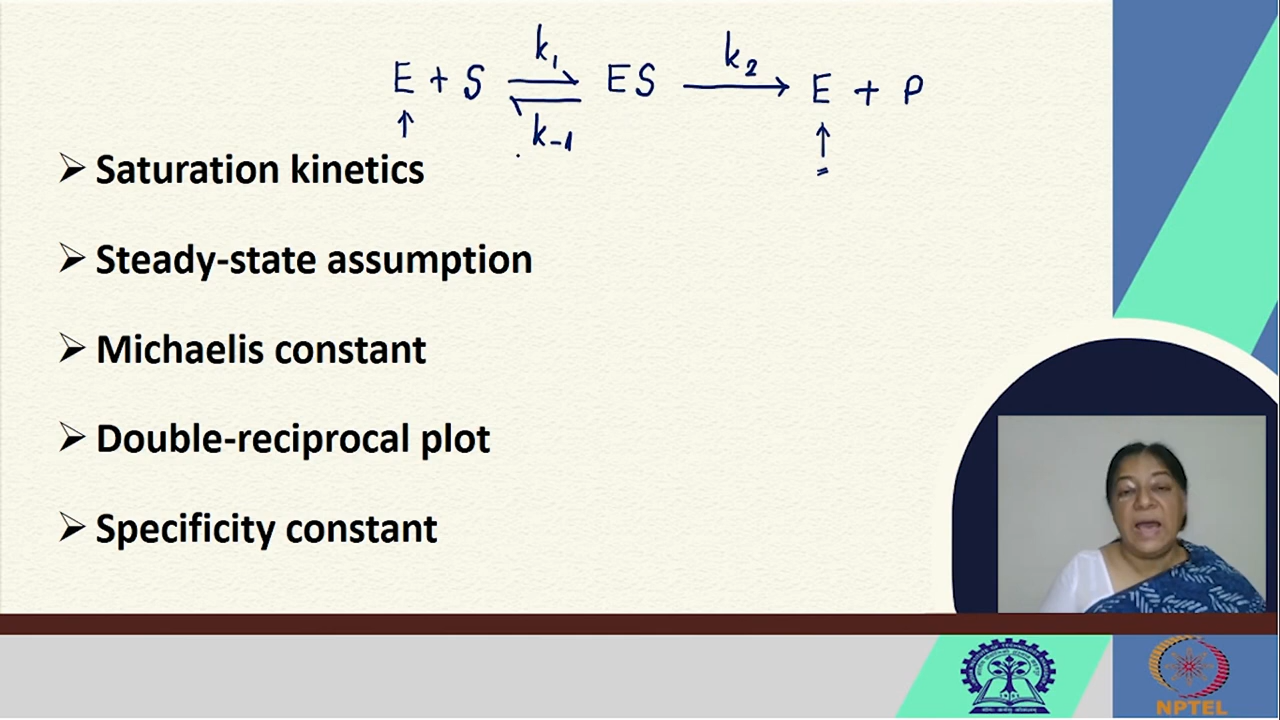 E + S ⇌ ES → E + P
k₁ k₂
k₋₁
➢ Saturation kinetics
➢ Steady-state assumption
➢ Michaelis constant
➢ Double-reciprocal plot
➢ Specificity constant
NPTEL